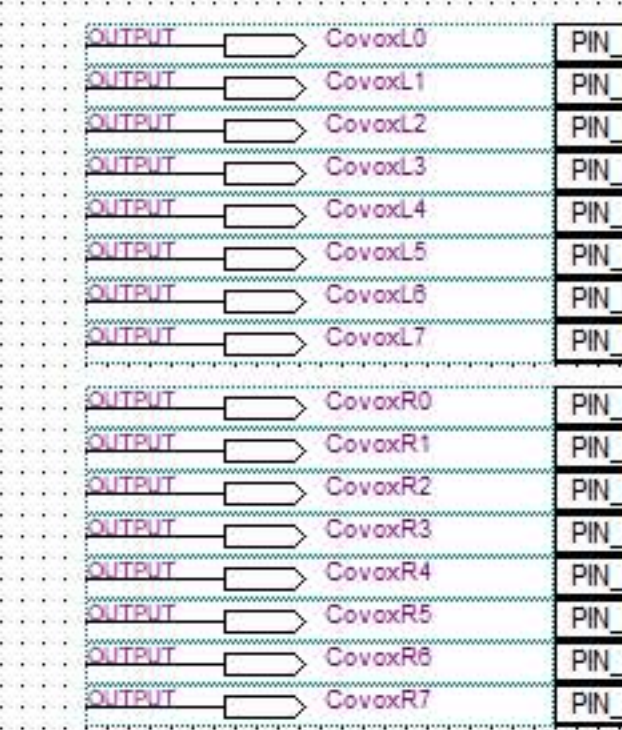 OUTPUT CovoxL0 PIN_
OUTPUT CovoxL1 PIN_
OUTPUT CovoxL2 PIN_
OUTPUT CovoxL3 PIN_
OUTPUT CovoxL4 PIN_
OUTPUT CovoxL5 PIN_
OUTPUT CovoxL6 PIN_
OUTPUT CovoxL7 PIN_
OUTPUT CovoxR0 PIN_
OUTPUT CovoxR1 PIN_
OUTPUT CovoxR2 PIN_
OUTPUT CovoxR3 PIN_
OUTPUT CovoxR4 PIN_
OUTPUT CovoxR5 PIN_
OUTPUT CovoxR6 PIN_
OUTPUT CovoxR7 PIN_